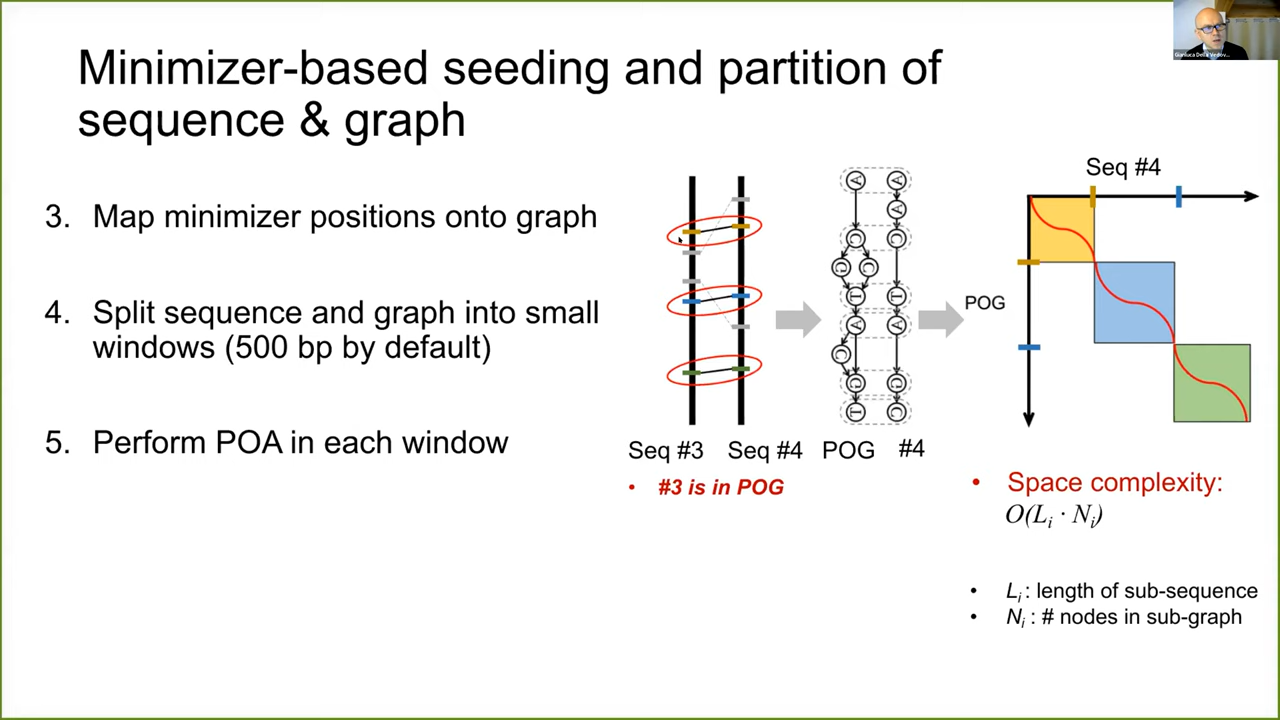 Minimizer-based seeding and partition of
sequence & graph
3. Map minimizer positions onto graph
4. Split sequence and graph into small
windows (500 bp by default)
5. Perform POA in each window
Seq #3
Seq #4
POG
#4
• #3 is in POG
A
A
A
C
C
G
C
T
T
A
A
C
G
G
T
C
Seq #4
POG
• Space complexity:
O(Li · Ni)
• Li : length of sub-sequence
• Ni : # nodes in sub-graph